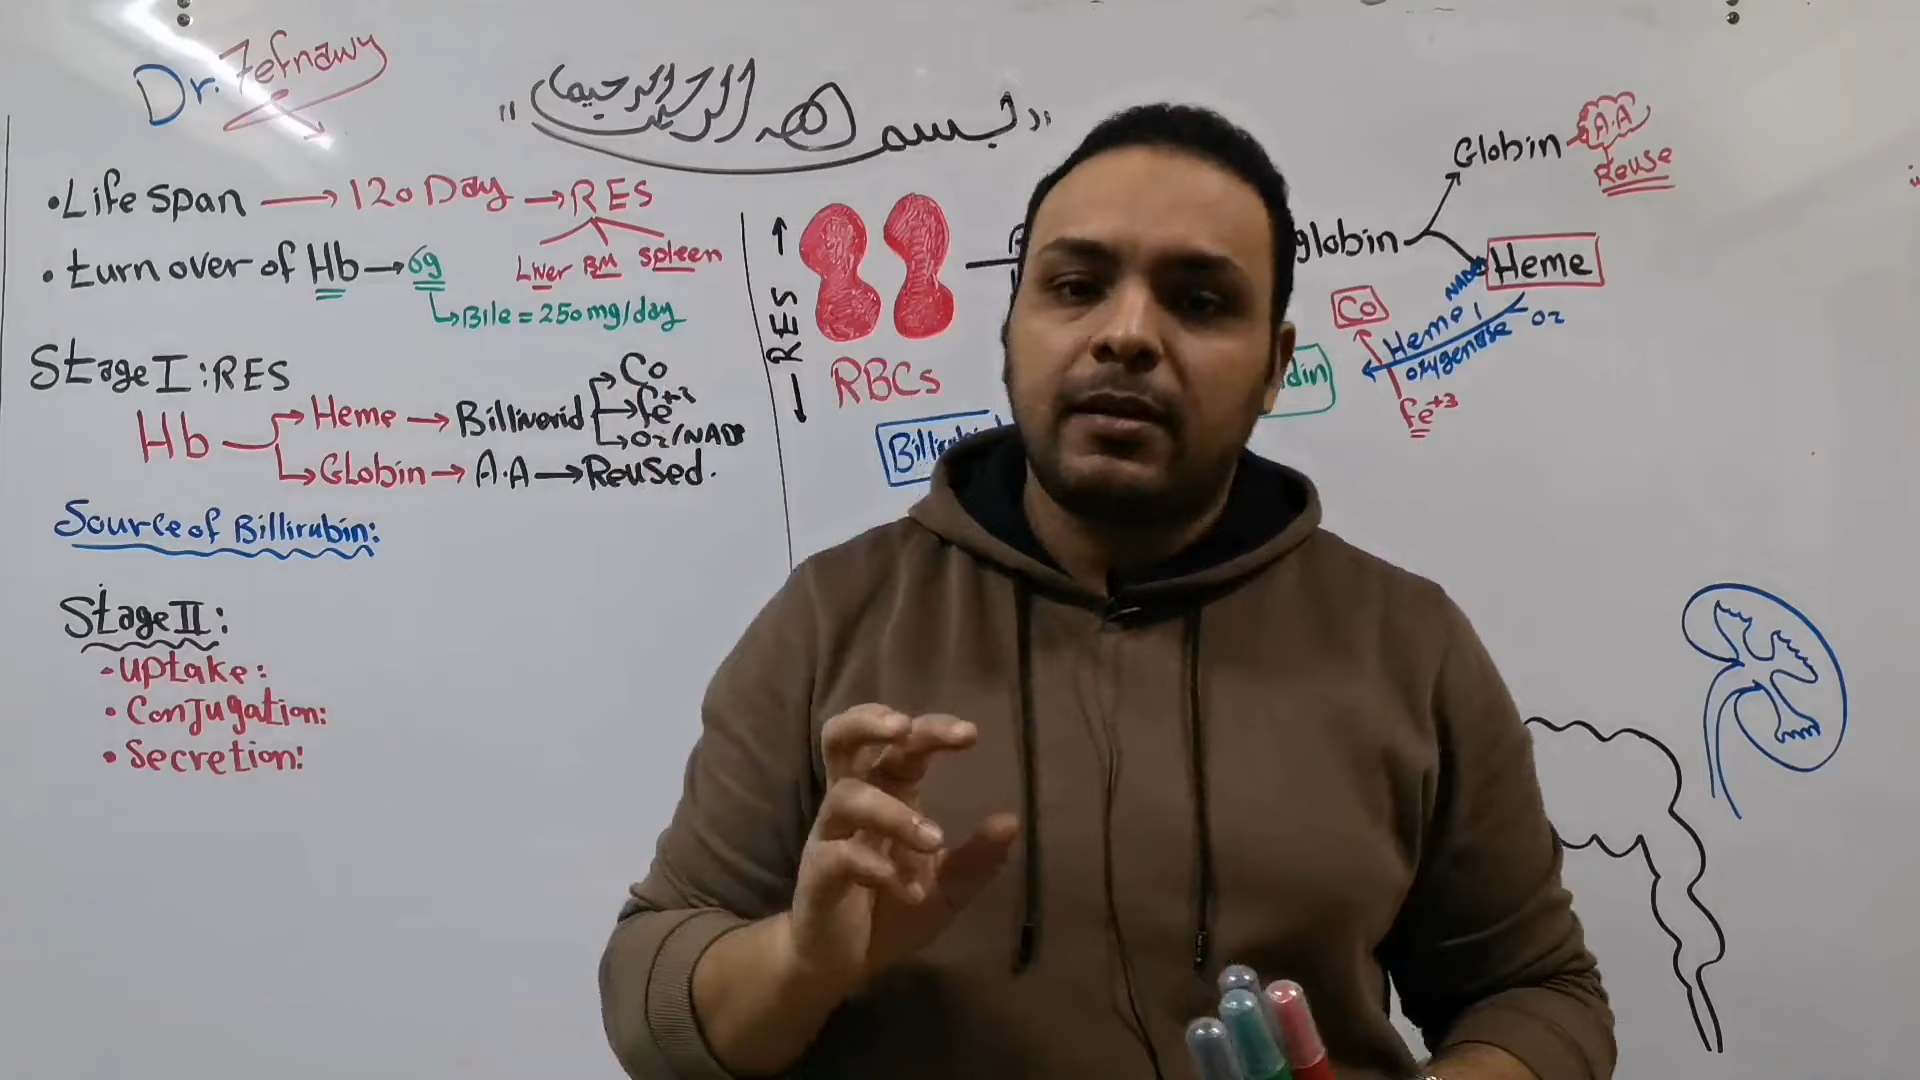 Dr. Zefnawy
"بسم الله الرحمن الرحيم"
• Life span → 120 Day → RES
Liver BM spleen
• turn over of Hb → 6g
↳ Bile = 250 mg/day
Stage I: RES
Hb
Heme → Billiverid
Co
fe+3
O2/NADP
Globin → A.A → Reused.
Source of Billirubin:
Stage II:
- uptake:
• Conjugation:
• Secretion:
← RES →
RBCs
globin
Globin
A.A
Reuse
Heme
NADP
O2
Heme
oxygenase
Co
fe+3
din